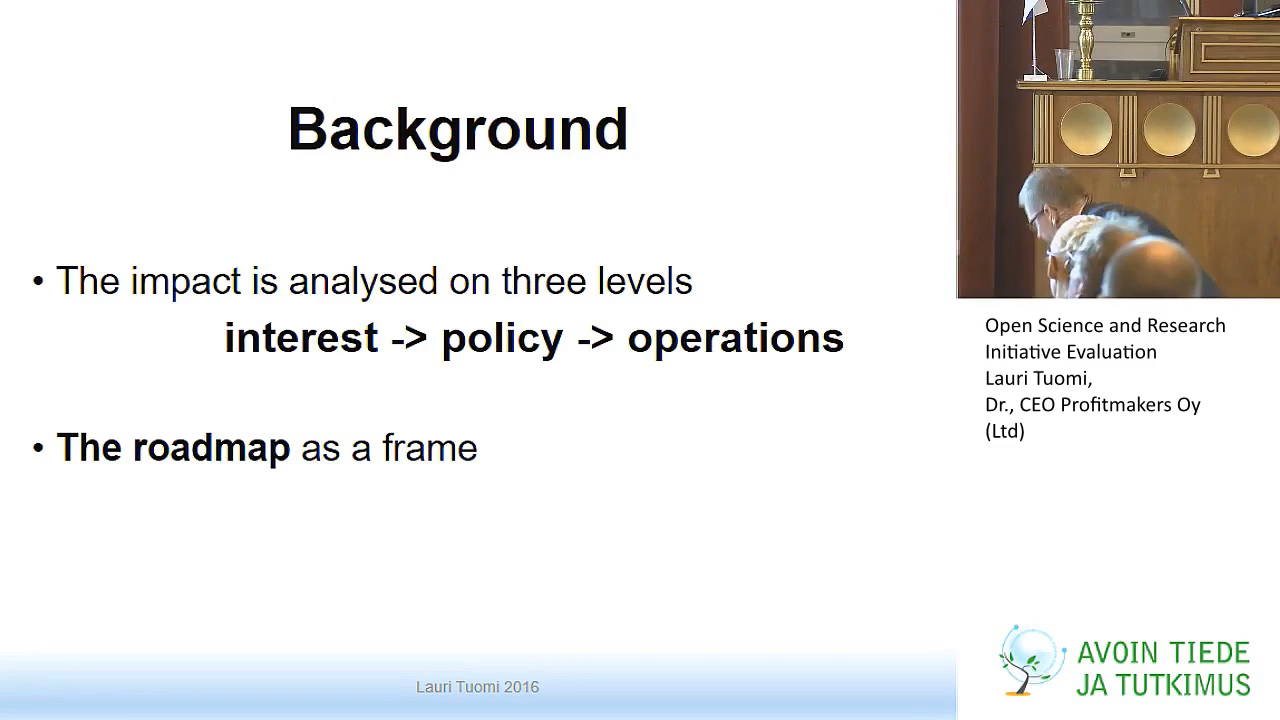 Background
• The impact is analysed on three levels
interest -> policy -> operations
• The roadmap as a frame
Lauri Tuomi 2016
Open Science and Research
Initiative Evaluation
Lauri Tuomi,
Dr., CEO Profitmakers Oy
(Ltd)
AVOIN TIEDE
JA TUTKIMUS